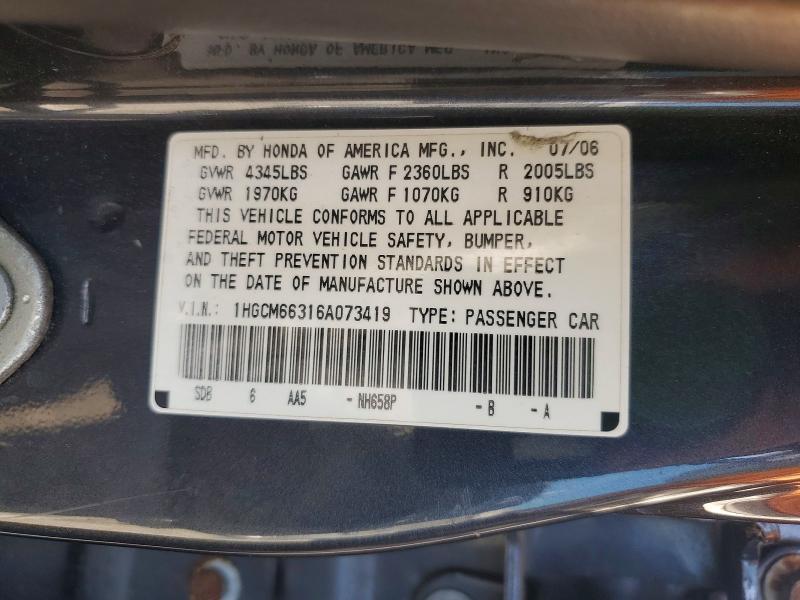 MFD. BY HONDA OF AMERICA MFG., INC. 07/06
GVWR 4345LBS GAWR F 2360LBS R 2005LBS
GVWR 1970KG GAWR F 1070KG R 910KG
THIS VEHICLE CONFORMS TO ALL APPLICABLE
FEDERAL MOTOR VEHICLE SAFETY, BUMPER,
AND THEFT PREVENTION STANDARDS IN EFFECT
ON THE DATE OF MANUFACTURE SHOWN ABOVE.
V.I.N.: 1HGCM66316A073419 TYPE: PASSENGER CAR
SDB 6 AA5 - NH658P - B - A